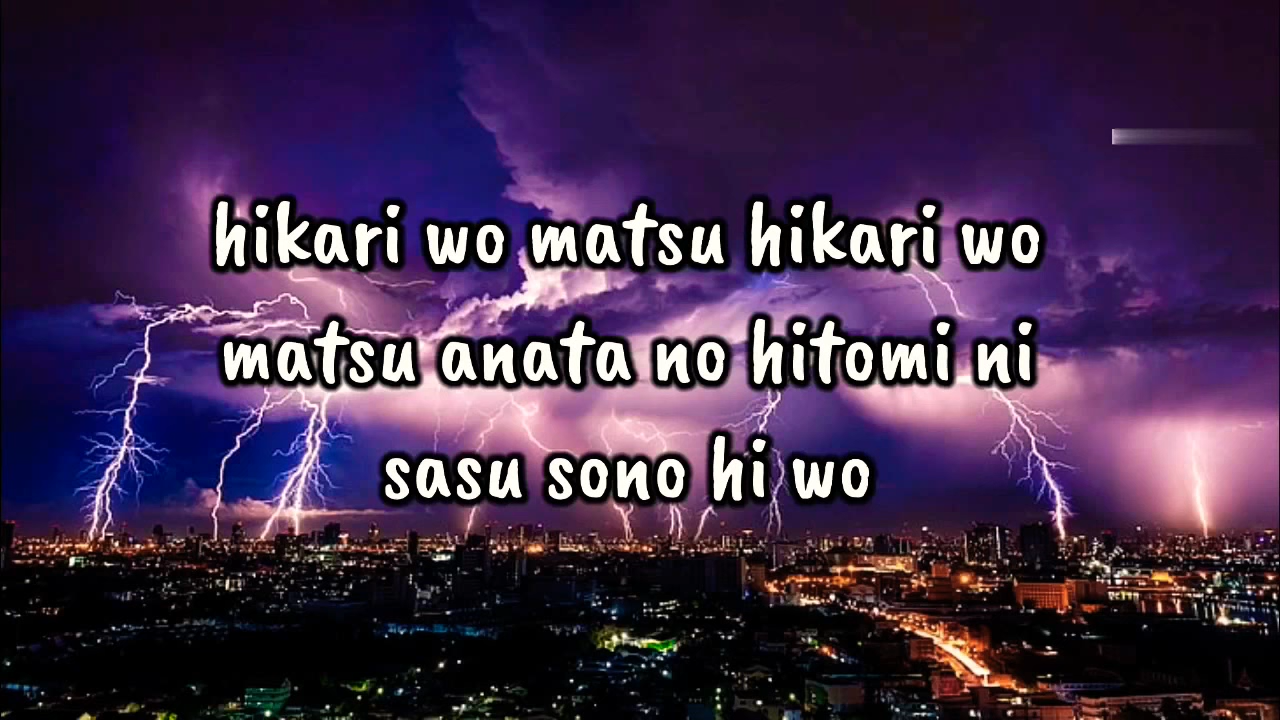 hikari wo matsu hikari wo
matsu anata no hitomi ni
sasu sono hi wo